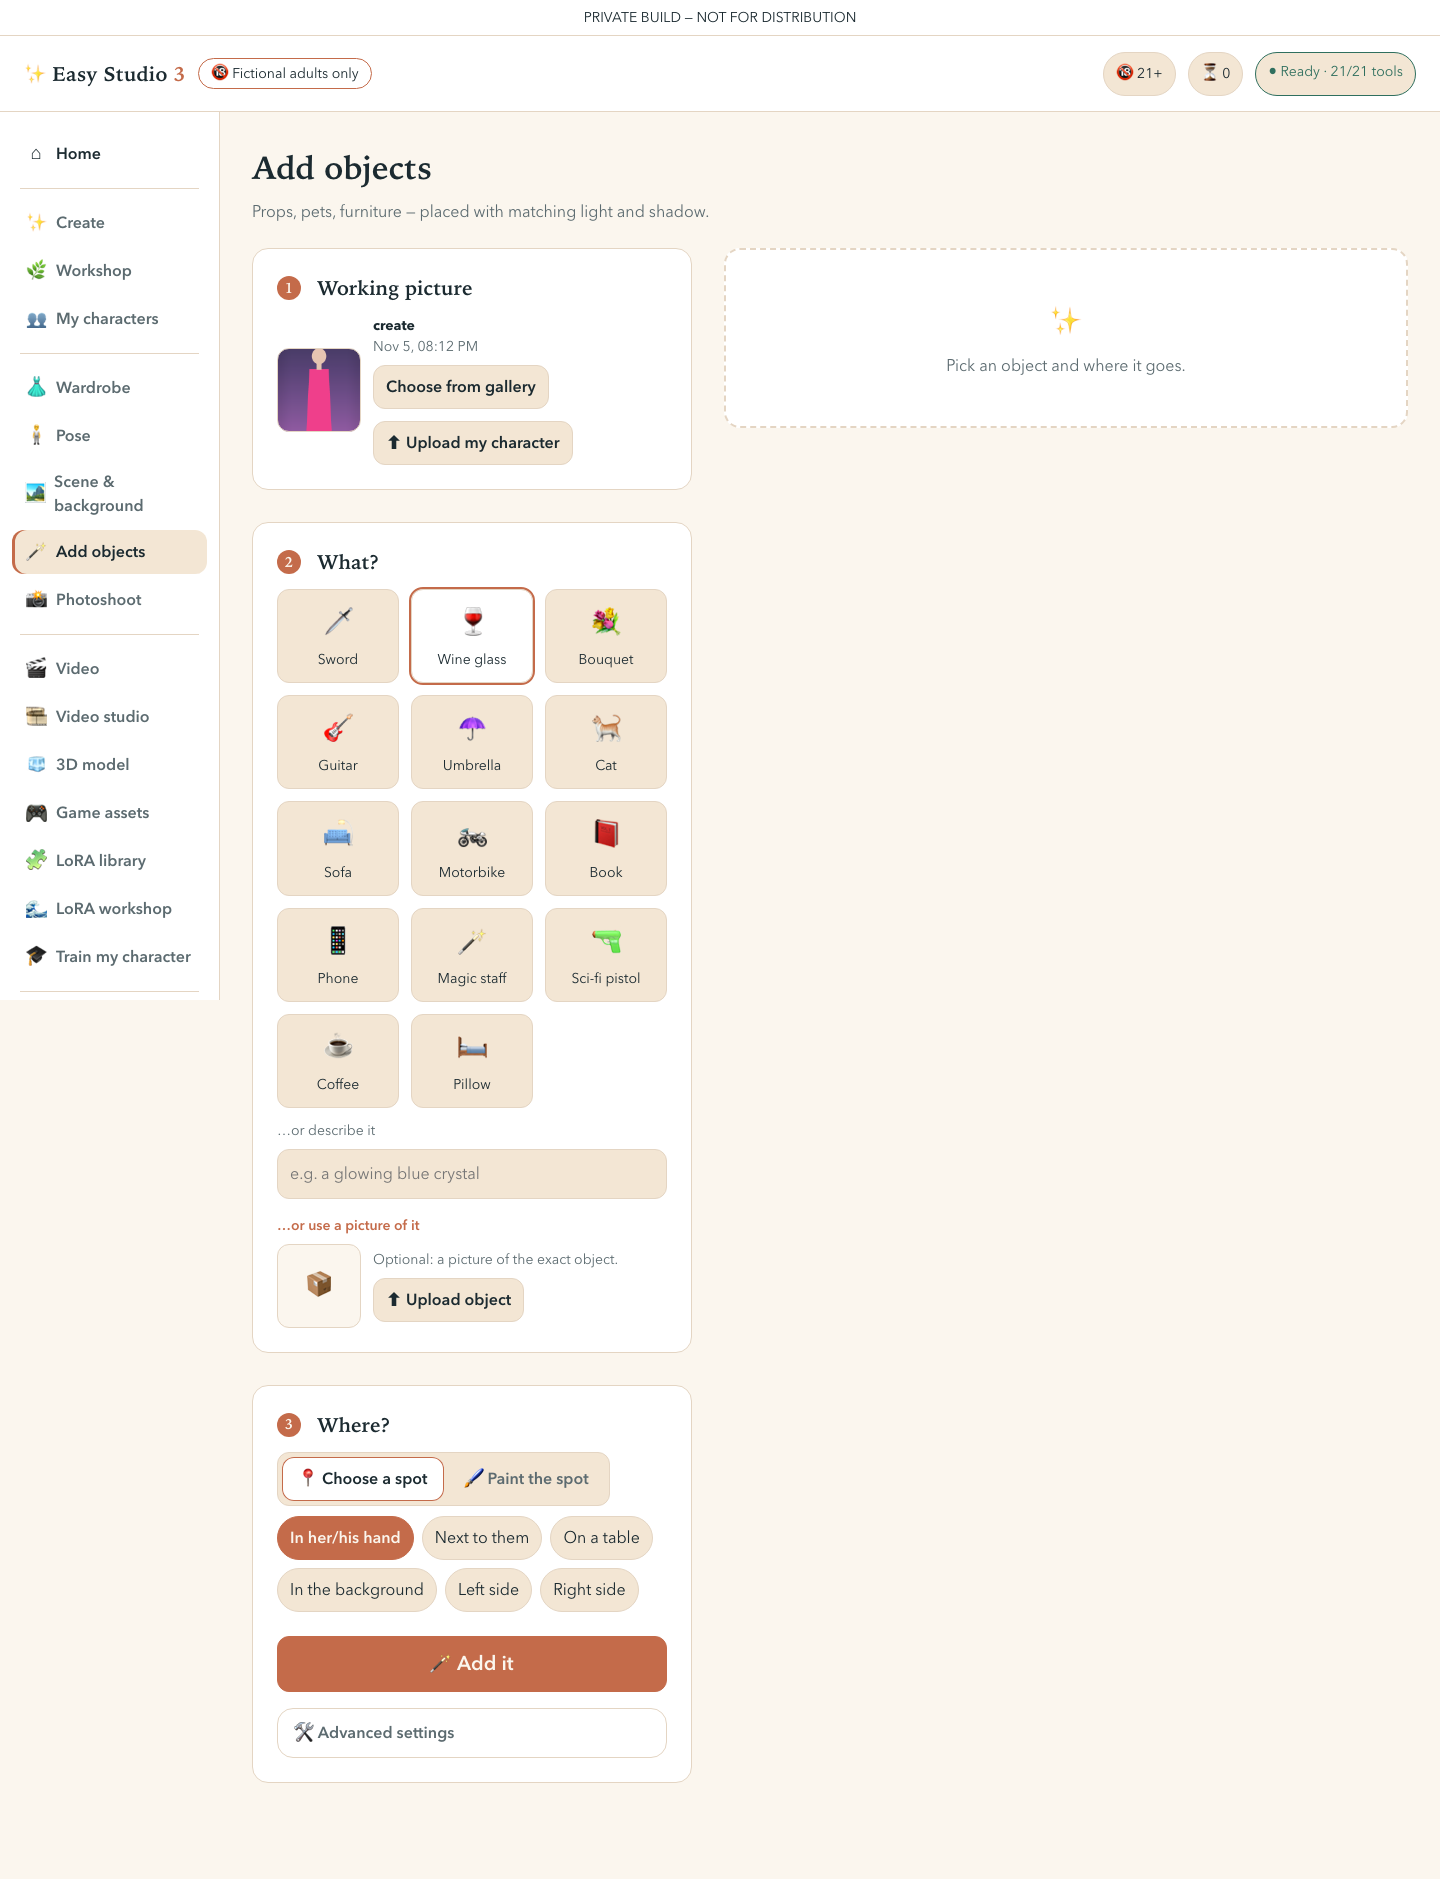 PRIVATE BUILD — NOT FOR DISTRIBUTION
Easy Studio 3
Fictional adults only
21+
0
Ready · 21/21 tools
Home
Create
Workshop
My characters
Wardrobe
Pose
Scene &
background
Add objects
Photoshoot
Video
Video studio
3D model
Game assets
LoRA library
LoRA workshop
Train my character
Add objects
Props, pets, furniture — placed with matching light and shadow.
1 Working picture
create
Nov 5, 08:12 PM
Choose from gallery
⬆ Upload my character
Pick an object and where it goes.
2 What?
Sword
Wine glass
Bouquet
Guitar
Umbrella
Cat
Sofa
Motorbike
Book
Phone
Magic staff
Sci-fi pistol
Coffee
Pillow
…or describe it
e.g. a glowing blue crystal
…or use a picture of it
Optional: a picture of the exact object.
⬆ Upload object
3 Where?
Choose a spot
Paint the spot
In her/his hand
Next to them
On a table
In the background
Left side
Right side
Add it
Advanced settings